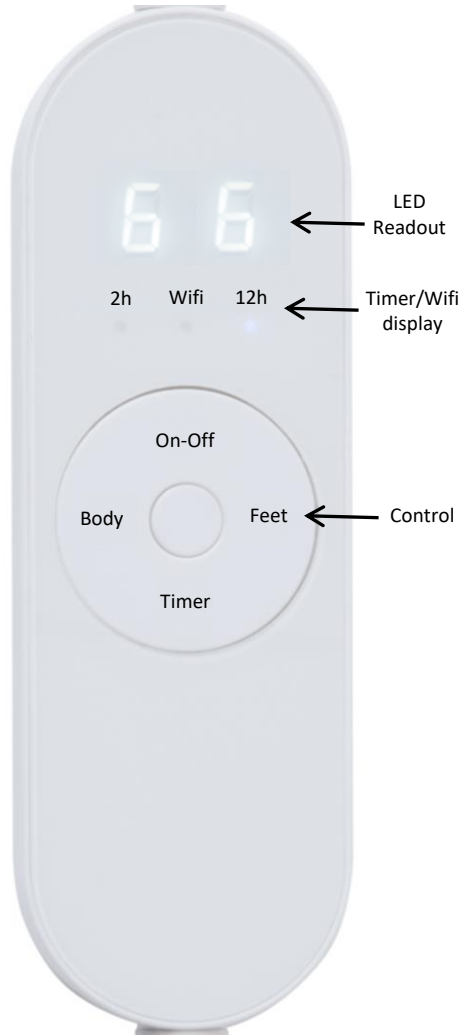 6 6
LED
Readout
2h Wifi 12h
Timer/Wifi
display
On-Off
Body Feet
Control
Timer